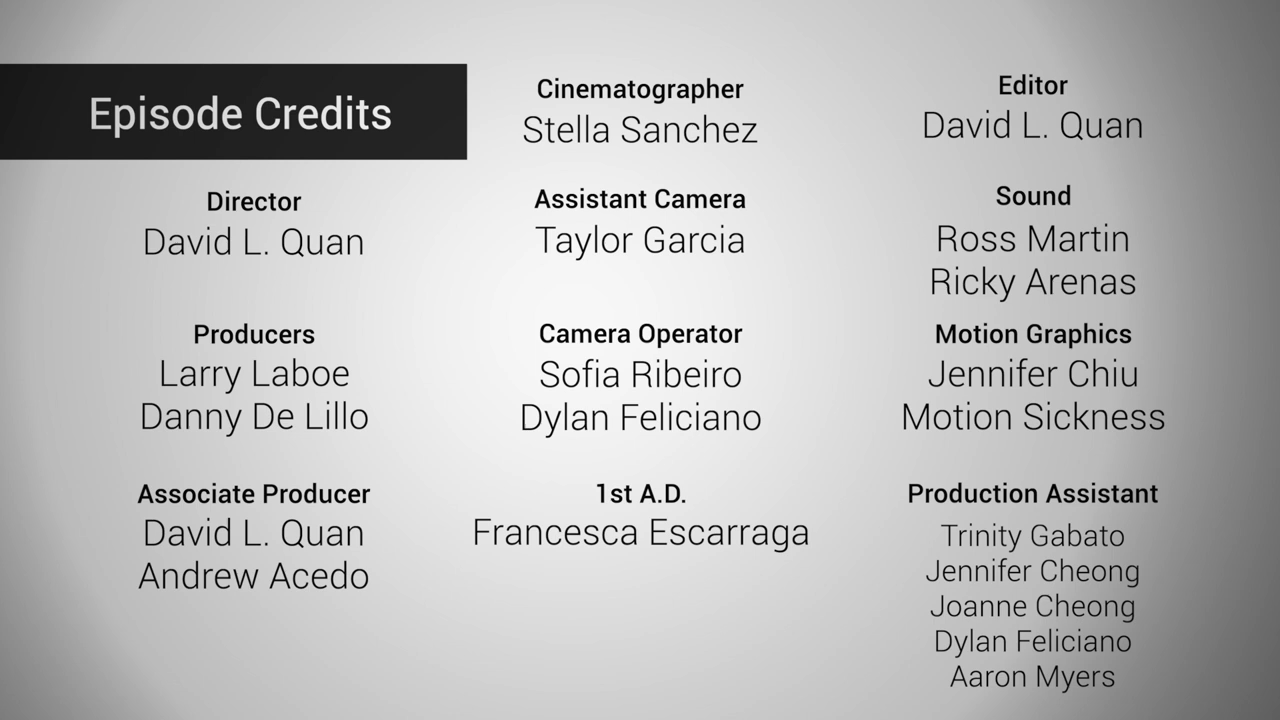 Episode Credits
Director
David L. Quan
Producers
Larry Laboe
Danny De Lillo
Associate Producer
David L. Quan
Andrew Acedo
Cinematographer
Stella Sanchez
Assistant Camera
Taylor Garcia
Camera Operator
Sofia Ribeiro
Dylan Feliciano
1st A.D.
Francesca Escarraga
Editor
David L. Quan
Sound
Ross Martin
Ricky Arenas
Motion Graphics
Jennifer Chiu
Motion Sickness
Production Assistant
Trinity Gabato
Jennifer Cheong
Joanne Cheong
Dylan Feliciano
Aaron Myers